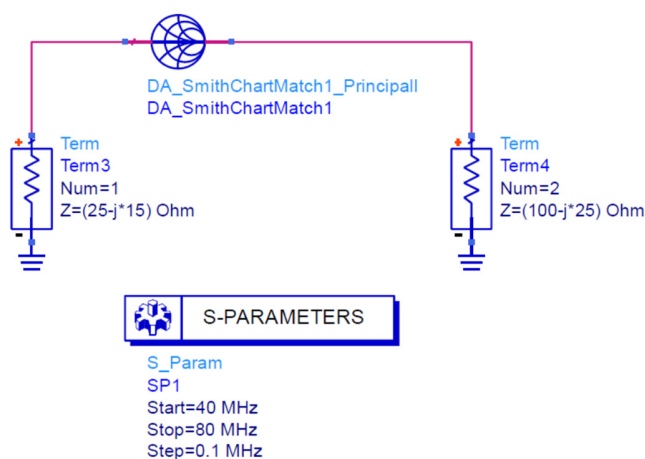 DA_SmithChartMatch1_Principall
DA_SmithChartMatch1
+
Term
Term3
Num=1
Z=(25-j*15) Ohm
-
+
Term
Term4
Num=2
Z=(100-j*25) Ohm
-
S-PARAMETERS
S_Param
SP1
Start=40 MHz
Stop=80 MHz
Step=0.1 MHz